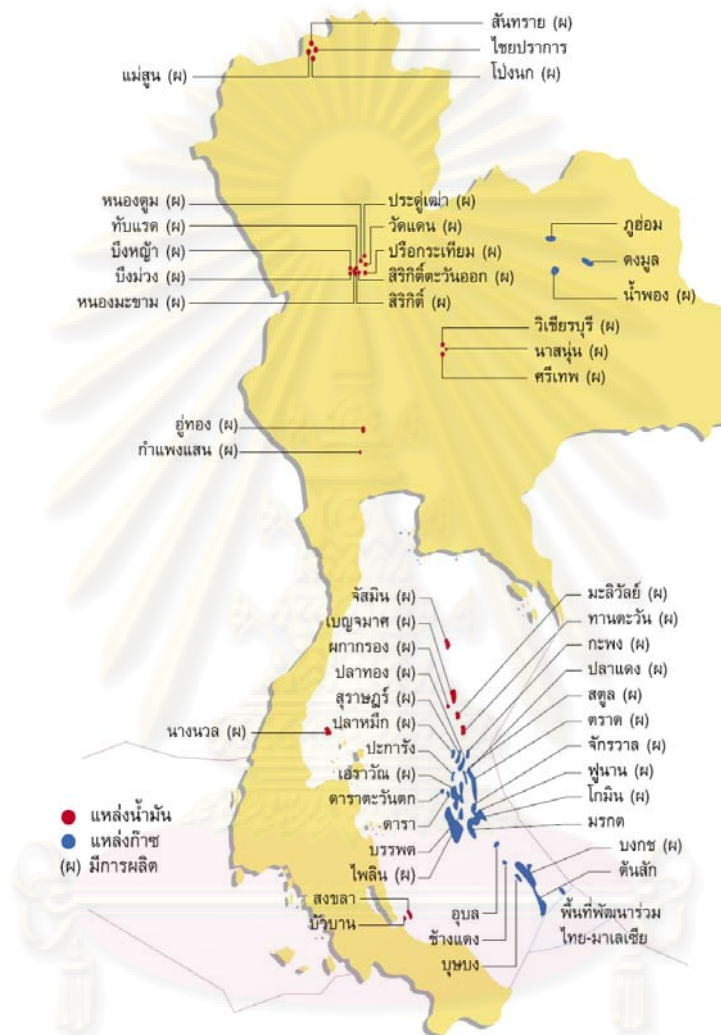 สันทราย (ผ)
ไชยปราการ
แม่สูน (ผ)
โป่งนก (ผ)
หนองตูม (ผ)
ทับแรต (ผ)
บึงหญ้า (ผ)
บึงม่วง (ผ)
หนองมะขาม (ผ)
ประดู่เฒ่า (ผ)
วัดแตน (ผ)
ปรือกระเทียม (ผ)
สิริกิติ์ตะวันออก (ผ)
สิริกิติ์ (ผ)
ภูฮ่อม
ดงมูล
น้ำพอง (ผ)
วิเชียรบุรี (ผ)
นาสนุ่น (ผ)
ศรีเทพ (ผ)
อู่ทอง (ผ)
กำแพงแสน (ผ)
จัสมิน (ผ)
เบญจมาศ (ผ)
ผกากรอง (ผ)
ปลาทอง (ผ)
สุราษฎร์ (ผ)
ปลาหมึก (ผ)
ปะการัง
เอราวัณ (ผ)
ดาราตะวันตก
ดารา
บรรพต
ไพลิน (ผ)
นางนวล (ผ)
มะลิวัลย์ (ผ)
ทานตะวัน (ผ)
กะพง (ผ)
ปลาแดง (ผ)
สตูล (ผ)
ตราด (ผ)
จักรวาล (ผ)
ฟูนาน (ผ)
โกมิน (ผ)
มรกต
บงกช (ผ)
ตันสัก
พื้นที่พัฒนาร่วม
ไทย-มาเลเซีย
อุบล
ช้างแดง
บุษบง
สงขลา
บัวบาน
แหล่งน้ำมัน
แหล่งก๊าซ
(ผ) มีการผลิต